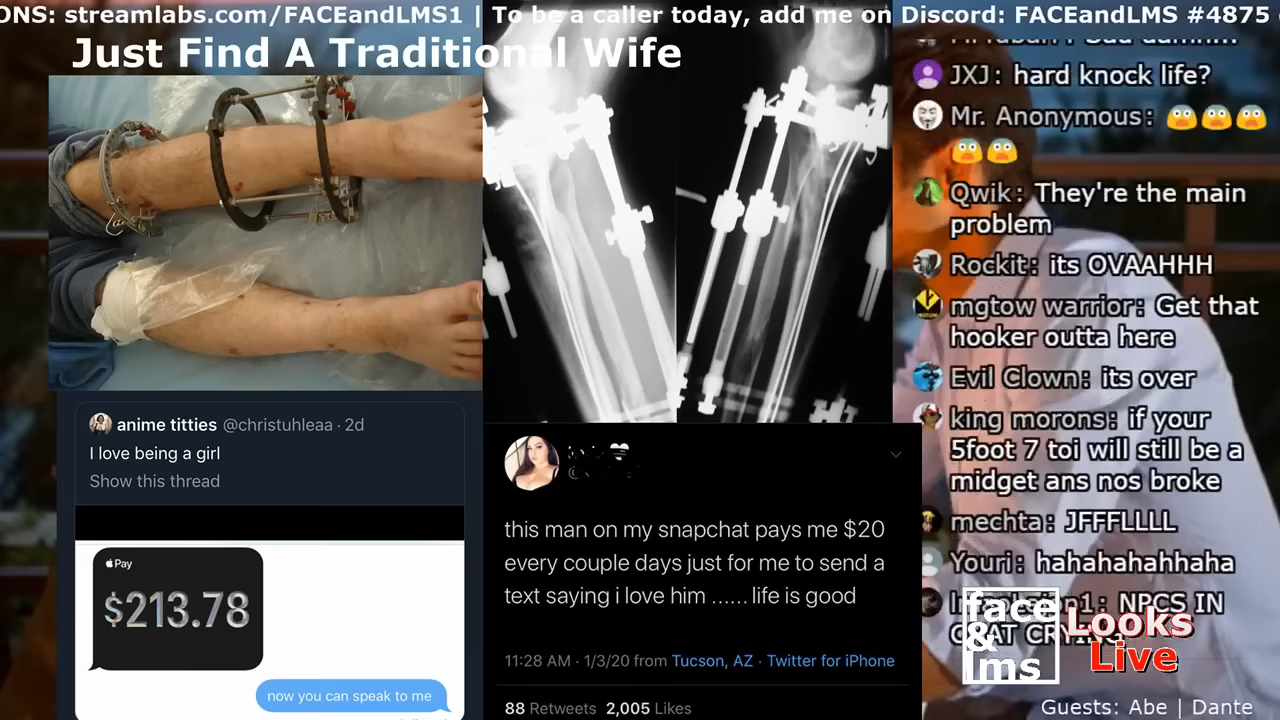 ONS: streamlabs.com/FACEandLMS1 | To be a caller today, add me on Discord: FACEandLMS #4875
Just Find A Traditional Wife
JXJ: hard knock life?
Mr. Anonymous: 😨😨😨
😨😨
Qwik: They're the main
problem
Rockit: its OVAAHHH
mgtow warrior: Get that
hooker outta here
Evil Clown: its over
king morons: if your
5foot 7 toi will still be a
midget ans nos broke
mechta: JFFFLLLL
Youri: hahahahahhaha
NPCS IN
anime titties @christuhleaa · 2d
I love being a girl
Show this thread
Pay
$213.78
now you can speak to me
this man on my snapchat pays me $20
every couple days just for me to send a
text saying i love him ...... life is good
11:28 AM · 1/3/20 from Tucson, AZ · Twitter for iPhone
88 Retweets 2,005 Likes
face
&
lms
Looks
Live
Guests: Abe | Dante